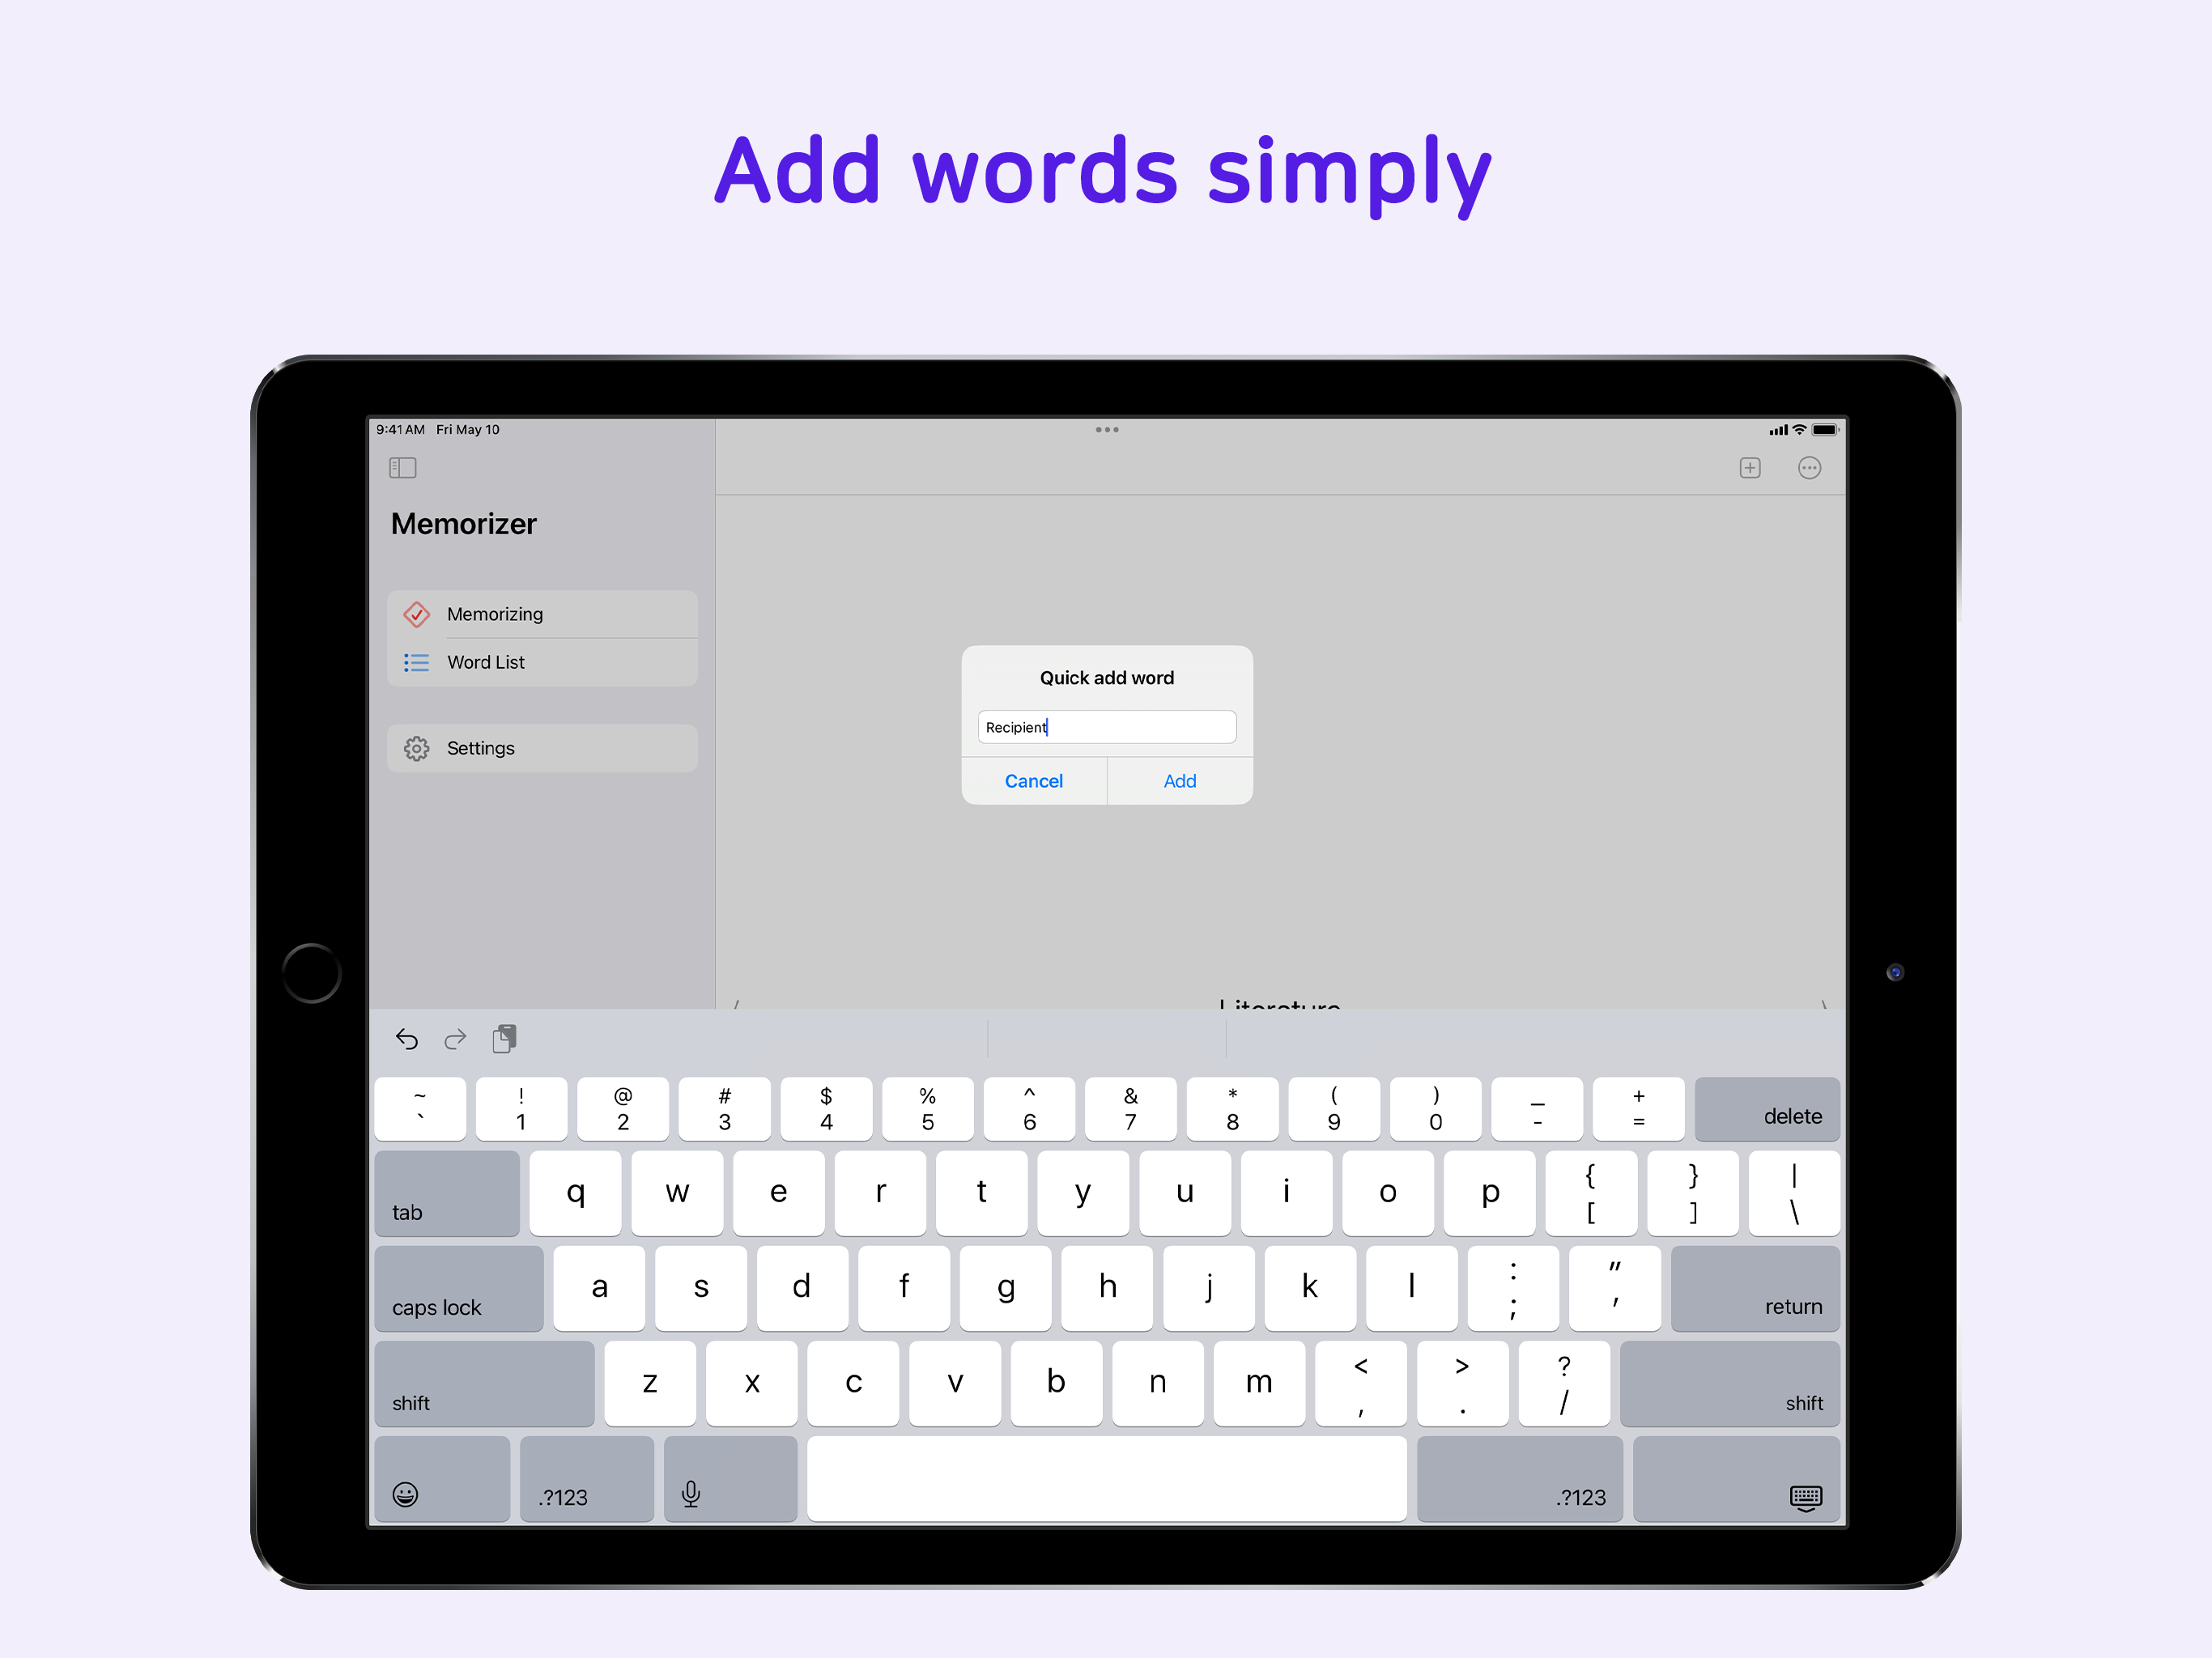 Add words simply
9:41 AM Fri May 10
Memorizer
Memorizing
Word List
Settings
Quick add word
Recipient
Cancel Add
Literature
~ ! @ # $ % ^ & * ( ) _ +
` 1 2 3 4 5 6 7 8 9 0 - = delete
tab q w e r t y u i o p { } |
[ ] \
caps lock a s d f g h j k l : "
; ' return
shift z x c v b n m < > ?
, . / shift
.?123 .?123